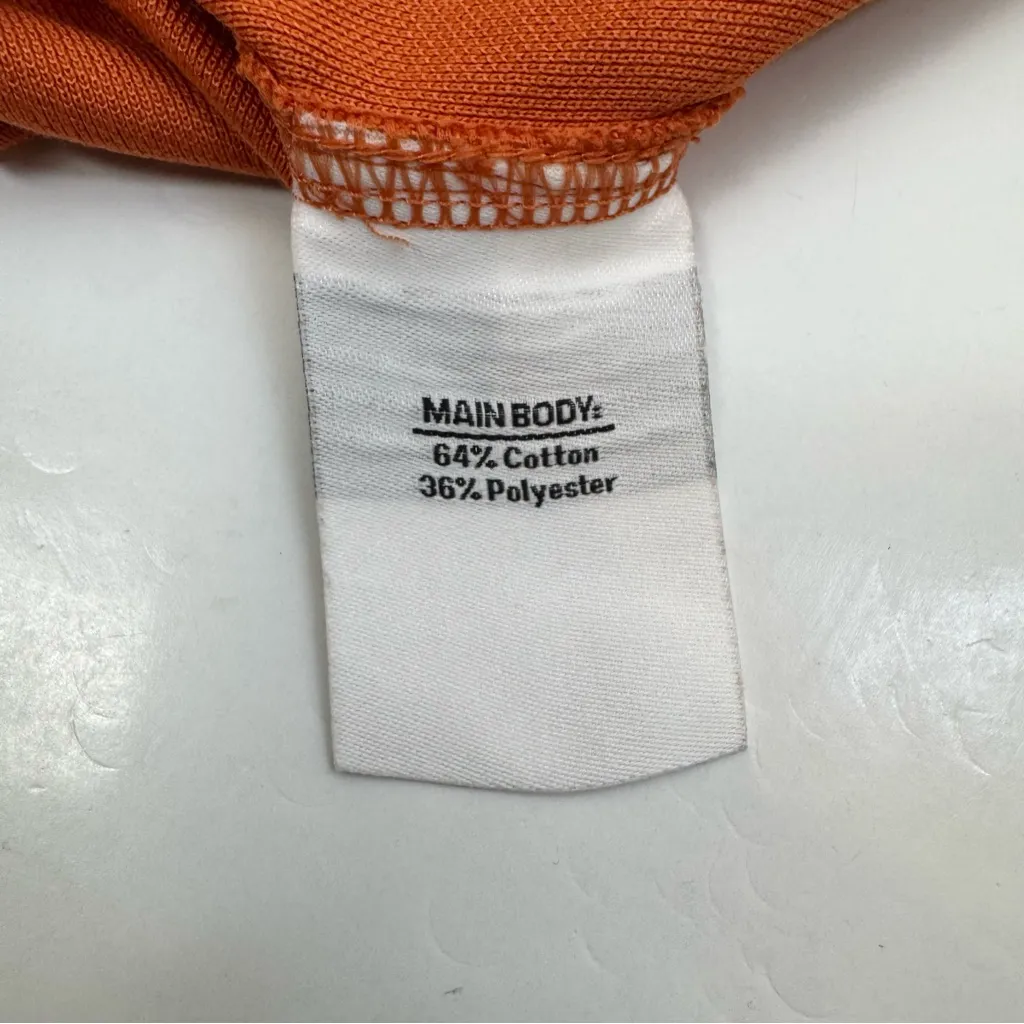 MAIN BODY:
64% Cotton
36% Polyester